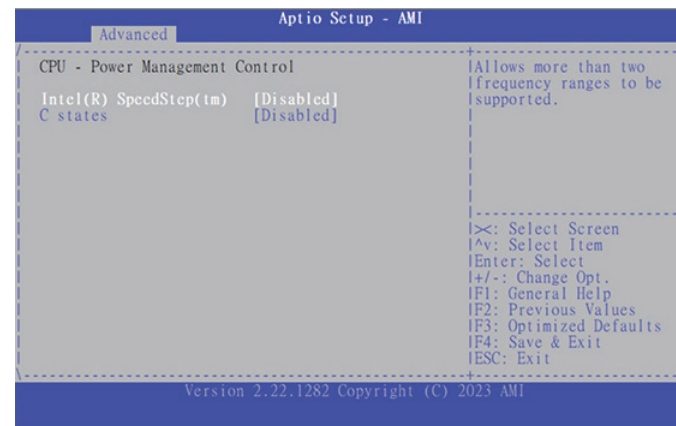 Aptio Setup - AMI
Advanced
CPU - Power Management Control
Intel(R) SpeedStep(tm) [Disabled]
C states [Disabled]
Allows more than two
frequency ranges to be
supported.
><: Select Screen
^v: Select Item
Enter: Select
+/-: Change Opt.
F1: General Help
F2: Previous Values
F3: Optimized Defaults
F4: Save & Exit
ESC: Exit
Version 2.22.1282 Copyright (C) 2023 AMI